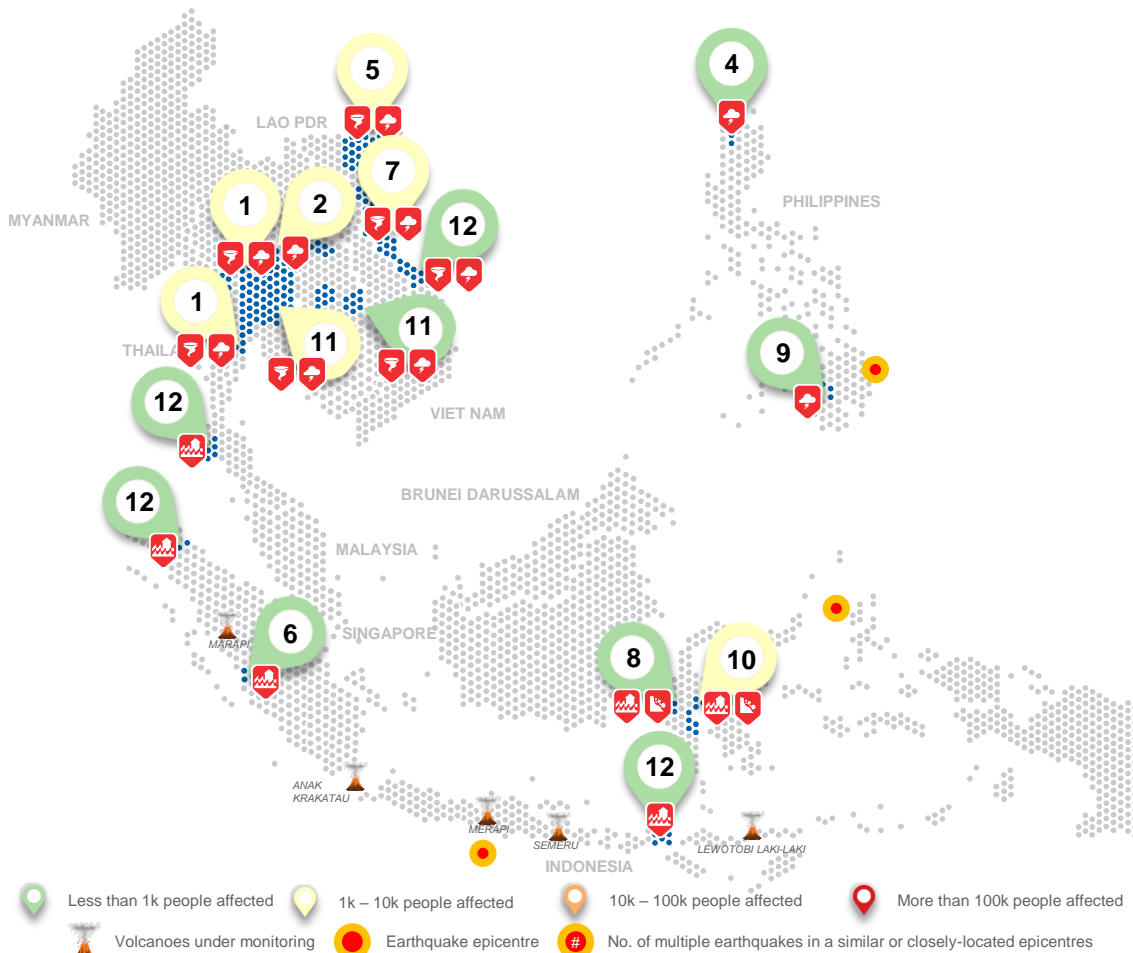 5
4
LAO PDR
7
PHILIPPINES
1
2
12
MYANMAR
1
11
11
THAILA
9
12
VIET NAM
12
BRUNEI DARUSSALAM
MALAYSIA
6
SINGAPORE
MARAPI
8
10
12
ANAK
KRAKATAU
MERAPI
SEMERU
LEWOTOBI LAKI-LAKI
INDONESIA
Less than 1k people affected
1k – 10k people affected
10k – 100k people affected
More than 100k people affected
Volcanoes under monitoring
Earthquake epicentre
#
No. of multiple earthquakes in a similar or closely-located epicentres